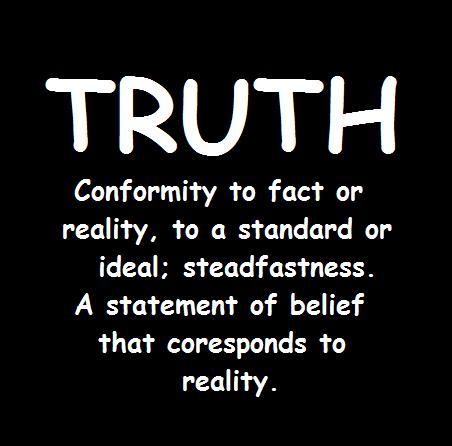 TRUTH
Conformity to fact or
reality, to a standard or
ideal; steadfastness.
A statement of belief
that coresponds to
reality.